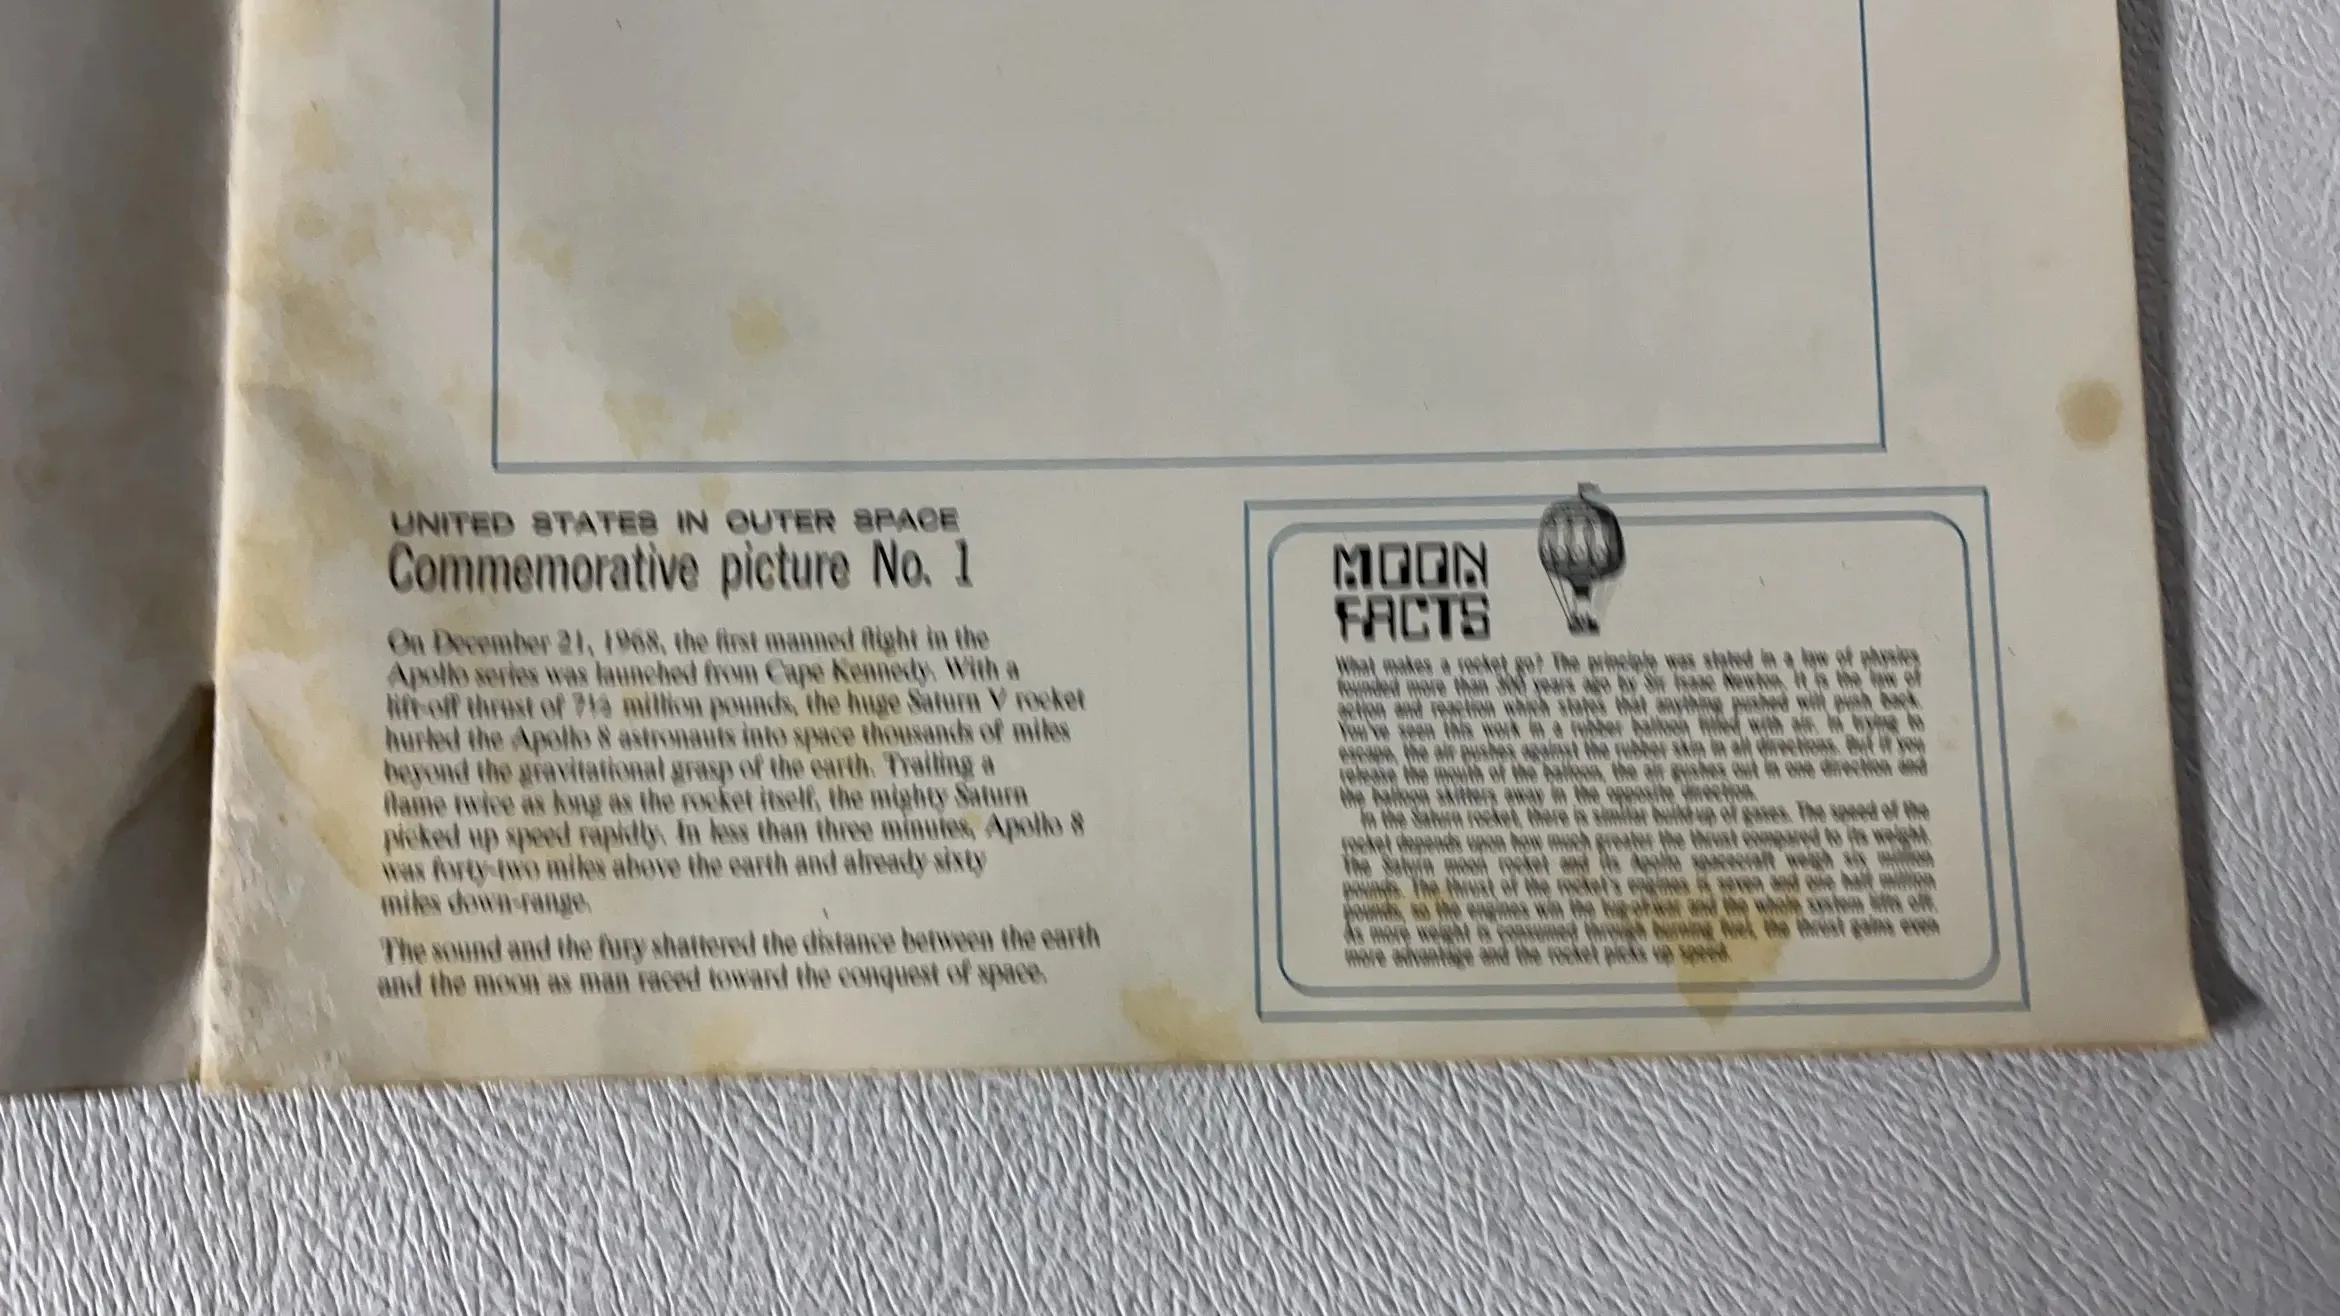 UNITED STATES IN OUTER SPACE
Commemorative picture No. 1
On December 21, 1968, the first manned flight in the
Apollo series was launched from Cape Kennedy. With a
lift-off thrust of 7½ million pounds, the huge Saturn V rocket
hurled the Apollo 8 astronauts into space thousands of miles
beyond the gravitational grasp of the earth. Trailing a
flame twice as long as the rocket itself, the mighty Saturn
picked up speed rapidly. In less than three minutes, Apollo 8
was forty-two miles above the earth and already sixty
miles down-range.
The sound and the fury shattered the distance between the earth
and the moon as man raced toward the conquest of space.
MOON
FACTS
What makes a rocket go? The principle was stated in a law of physics
founded more than 300 years ago by Sir Isaac Newton. It is the law of
action and reaction which states that anything pushed will push back.
You've seen this work in a rubber balloon filled with air. In trying to
escape, the air pushes against the rubber skin in all directions. But if you
release the mouth of the balloon, the air pushes out in one direction and
the balloon skitters away in the opposite direction.
In the Saturn rocket, there is similar build-up of gases. The speed of the
rocket depends upon how much greater the thrust compared to its weight.
The Saturn moon rocket and its Apollo spacecraft weigh six million
pounds. The thrust of the rocket's engines is seven and one half million
pounds, so the engines win the tug-of-war and the whole system lifts off.
As more weight is consumed through burning fuel, the thrust gains even
more advantage and the rocket picks up speed.